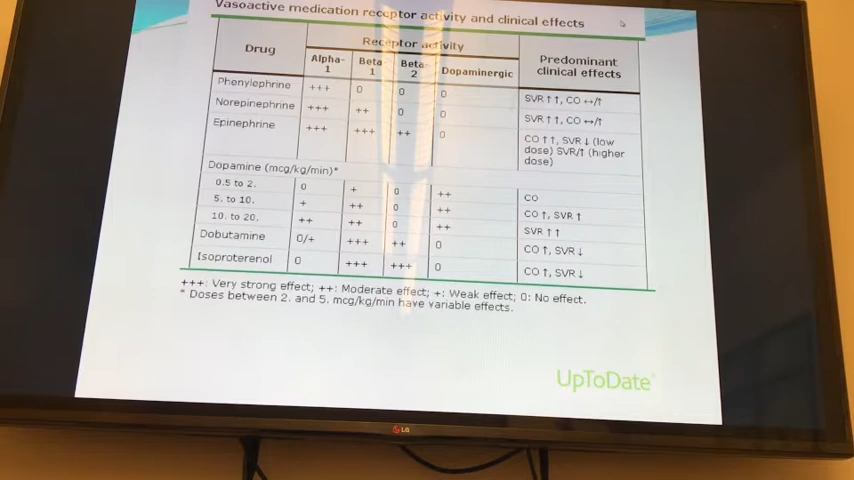 Vasoactive medication receptor activity and clinical effects
Drug Receptor activity Predominant clinical effects
Alpha-1 Beta-1 Beta-2 Dopaminergic
Phenylephrine +++ 0 0 0 SVR↑↑, CO ↔/↑
Norepinephrine +++ ++ 0 0 SVR↑↑, CO ↔/↑
Epinephrine +++ +++ ++ 0 CO↑↑, SVR↓ (low dose) SVR/↑ (higher dose)
Dopamine (mcg/kg/min)*
0.5 to 2. 0 + 0 ++ CO
5. to 10. + ++ 0 ++ CO↑, SVR↑
10. to 20. ++ ++ 0 ++ SVR↑↑
Dobutamine 0/+ +++ ++ 0 CO↑, SVR↓
Isoproterenol 0 +++ +++ 0 CO↑, SVR↓
+++: Very strong effect; ++: Moderate effect; +: Weak effect; 0: No effect.
* Doses between 2. and 5. mcg/kg/min have variable effects.
UpToDate®
LG